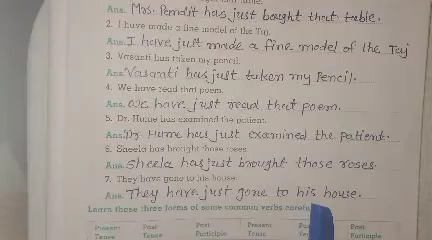 Ans. Mrs. Pandit has just bought that table.
2. I have made a fine model of the Taj.
Ans. I have just made a fine model of the Taj
3. Vasanti has taken my pencil.
Ans. Vasanti has just taken my Pencil.
4. We have read that poem.
Ans. We have just read that poem.
5. Dr. Hume has examined the patient.
Ans. Dr. Hume has just examined the patient.
6. Sheela has brought those roses.
Ans. Sheela has just brought those roses.
7. They have gone to his house.
Ans. They have just gone to his house.
Learn these three forms of some common verbs
Present Past Past Present Past
Tense Tense Participle Tense Participle